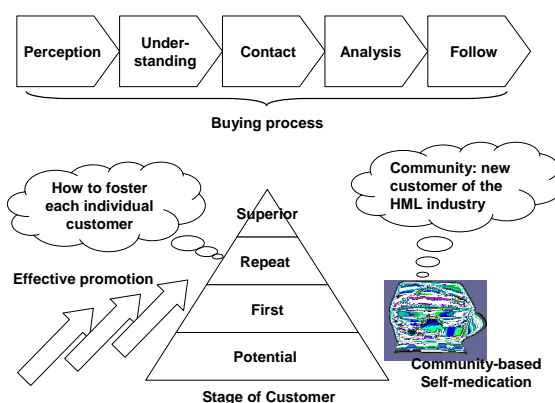 Perception
Under-
standing
Contact
Analysis
Follow
Buying process
How to foster
each individual
customer
Community: new
customer of the
HML industry
Superior
Repeat
First
Potential
Effective promotion
Community-based
Self-medication
Stage of Customer